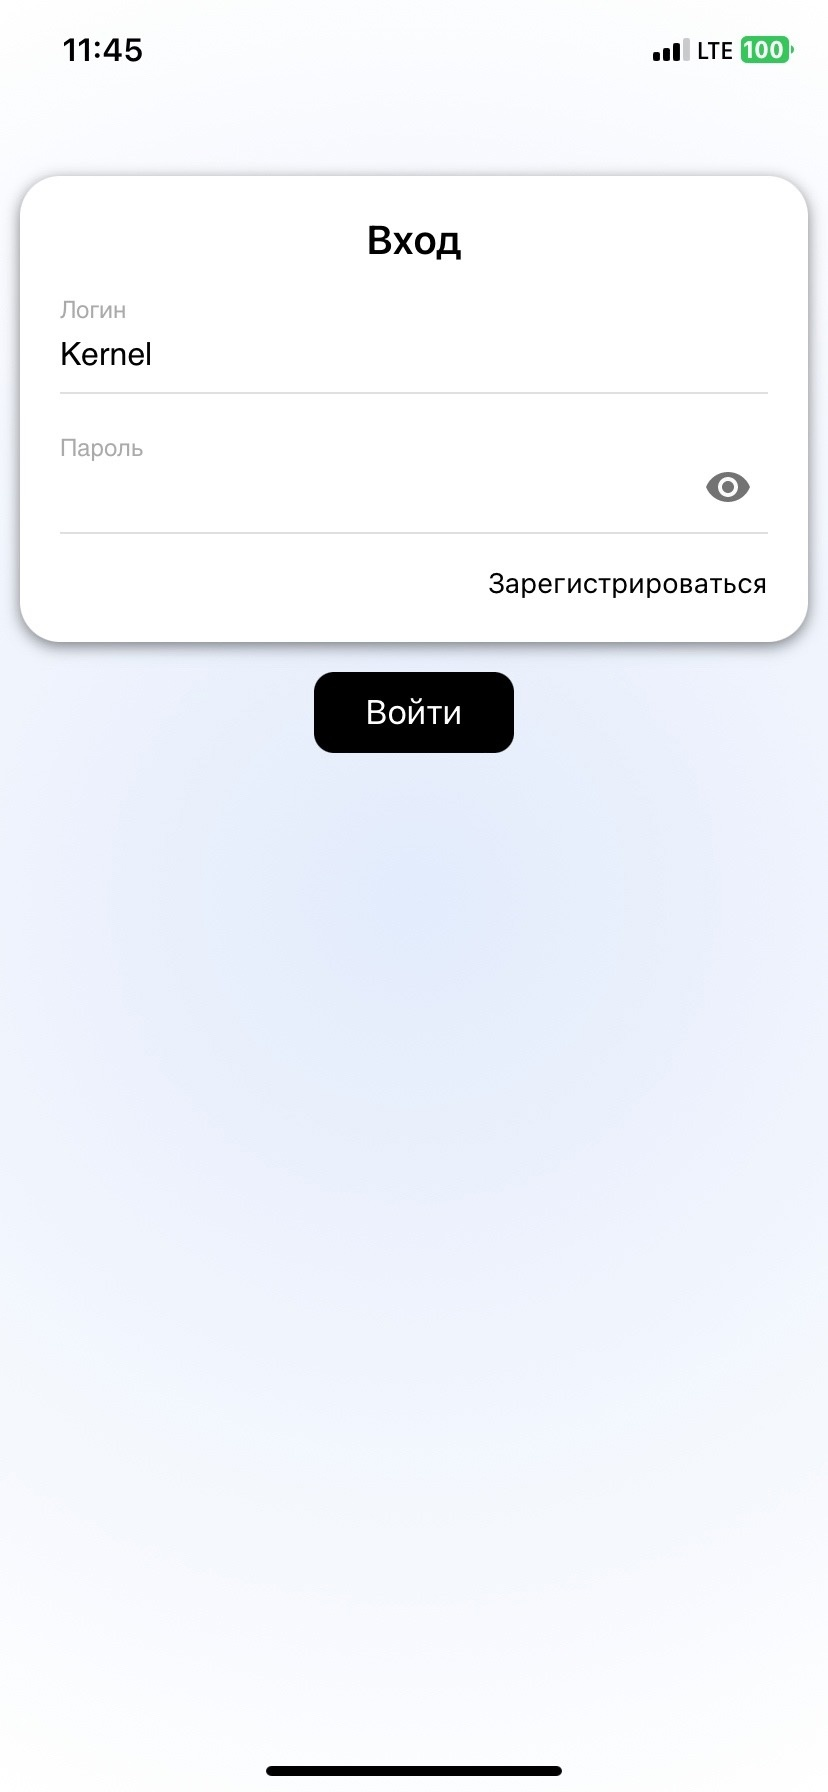 11:45 LTE 100
Вход
Логин
Kernel
Пароль
Зарегистрироваться
Войти